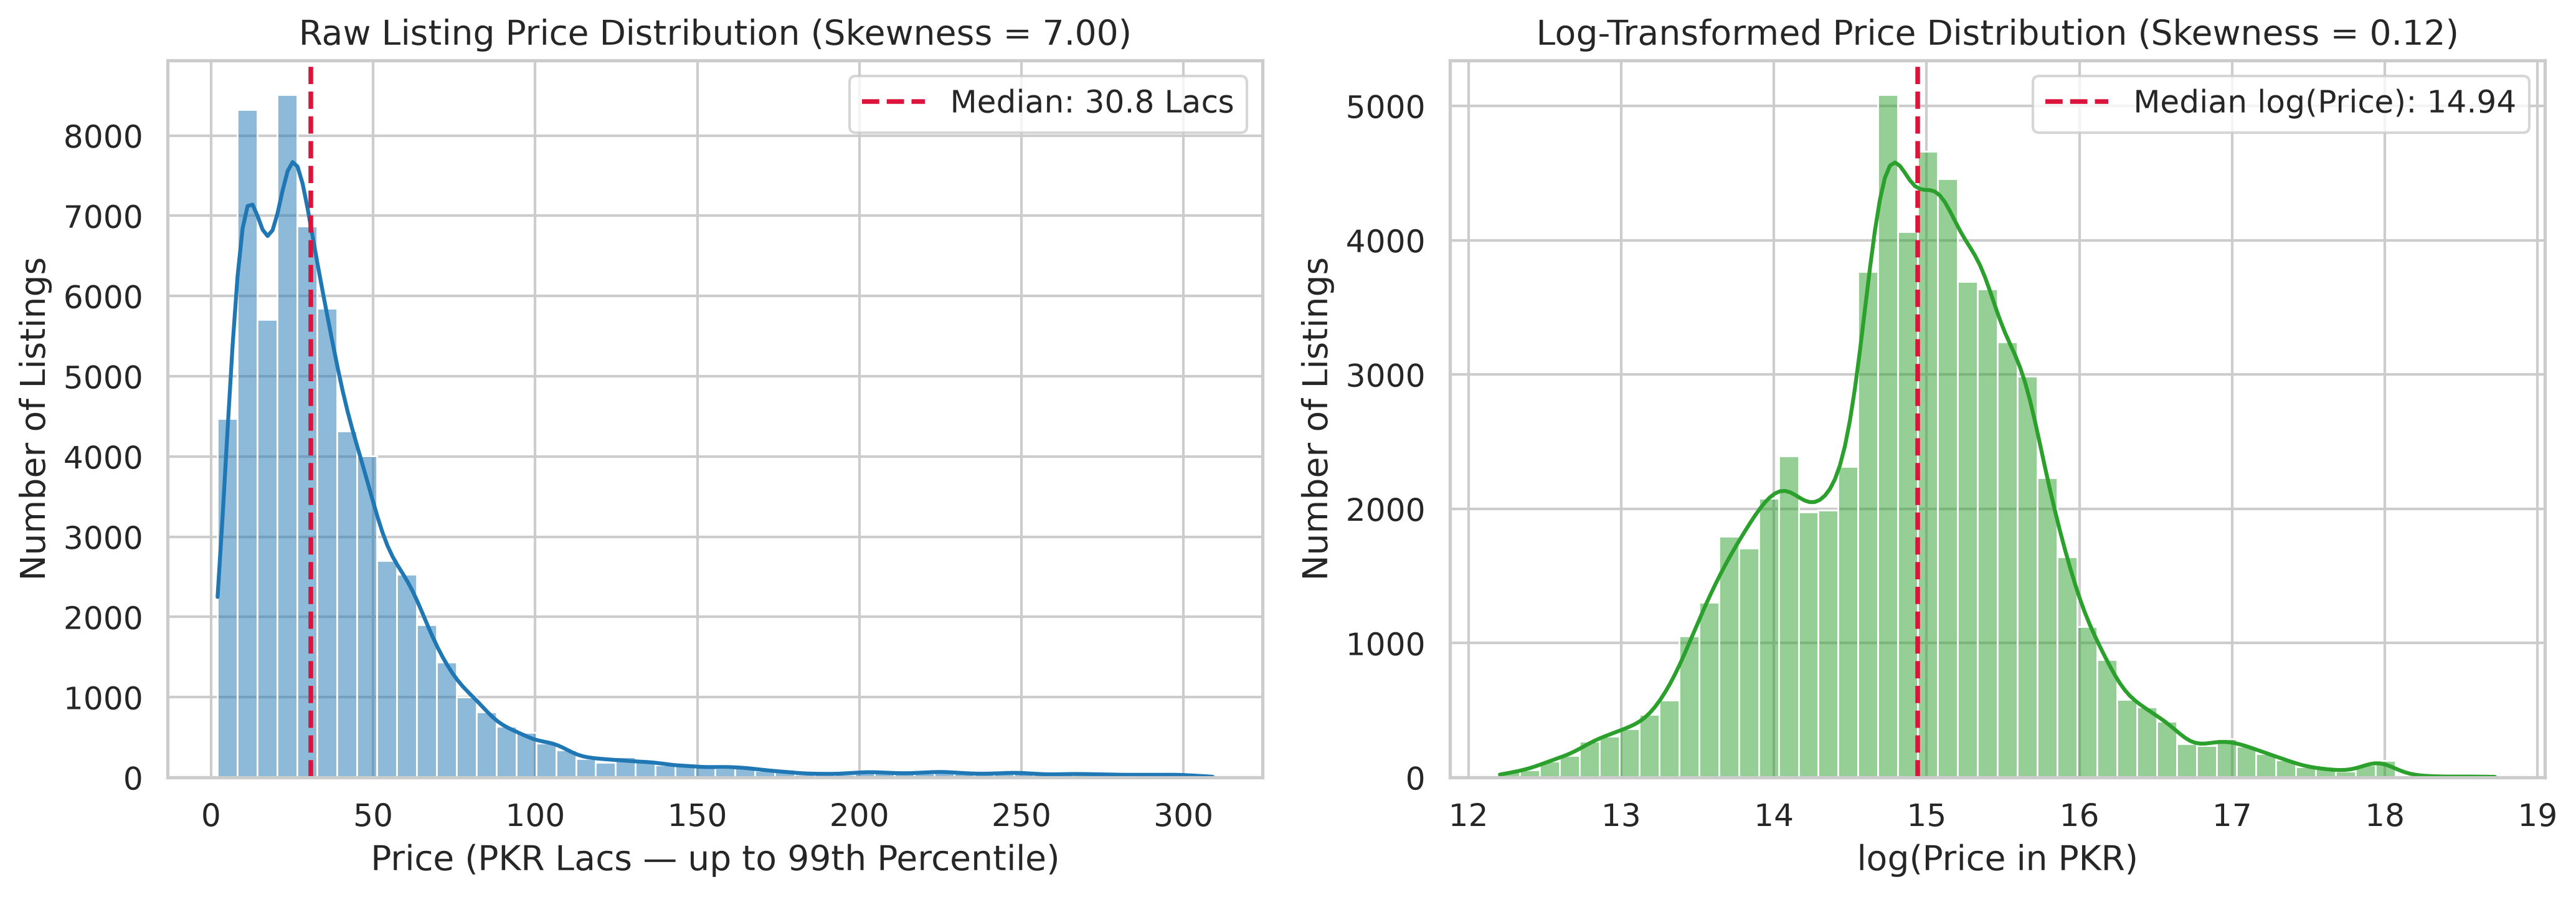 Raw Listing Price Distribution (Skewness = 7.00)
Median: 30.8 Lacs
Number of Listings
8000
7000
6000
5000
4000
3000
2000
1000
0
0 50 100 150 200 250 300
Price (PKR Lacs — up to 99th Percentile)
Log-Transformed Price Distribution (Skewness = 0.12)
Median log(Price): 14.94
Number of Listings
5000
4000
3000
2000
1000
0
12 13 14 15 16 17 18 19
log(Price in PKR)